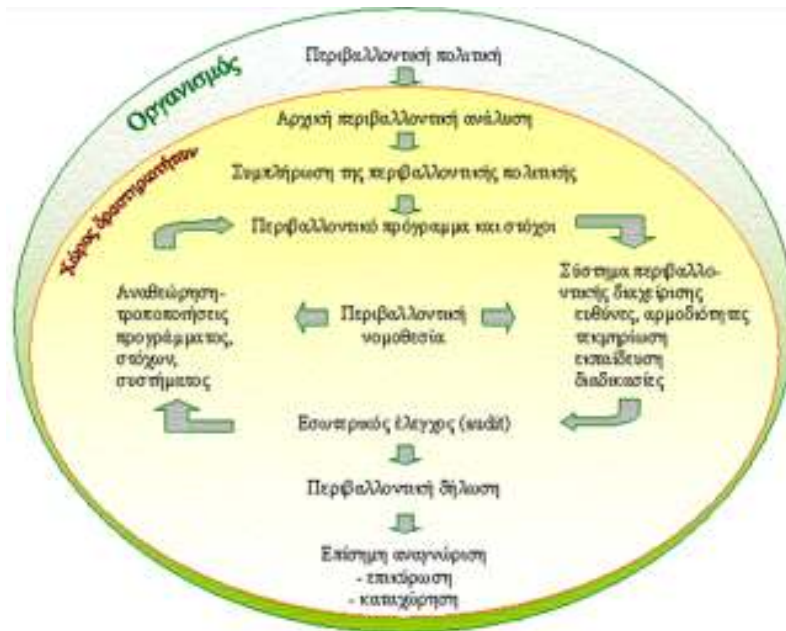 Οργανισμός
Περιβαλλοντική πολιτική
Χώρος δραστηριοτήτων
Αρχική περιβαλλοντική ανάλυση
Συμπλήρωση της περιβαλλοντικής πολιτικής
Περιβαλλοντικό πρόγραμμα και στόχοι
Αναθεώρηση-
τροποποιήσεις
προγράμματος,
στόχων,
συστήματος
Περιβαλλοντική
νομοθεσία
Σύστημα περιβαλλο-
ντικής διαχείρισης
ευθύνες, αρμοδιότητες
τεκμηρίωση
εκπαίδευση
διαδικασίες
Εσωτερικός έλεγχος (audit)
Περιβαλλοντική δήλωση
Επίσημη αναγνώριση
- επικύρωση
- καταχώρηση